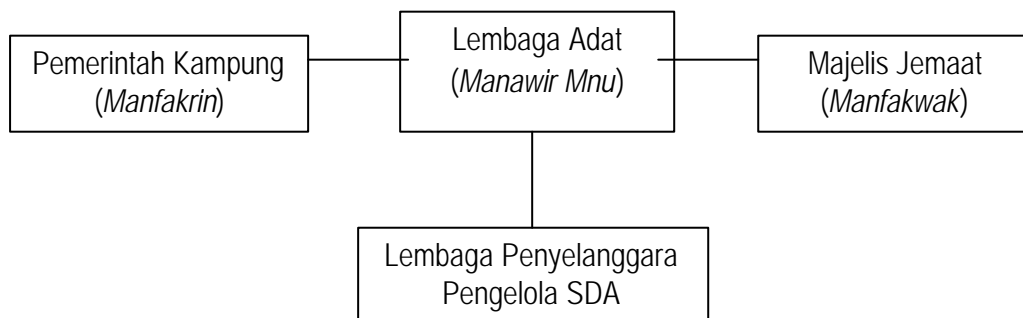 Pemerintah Kampung
(Manfakrin)
Lembaga Adat
(Manawir Mnu)
Majelis Jemaat
(Manfakwak)
Lembaga Penyelanggara
Pengelola SDA